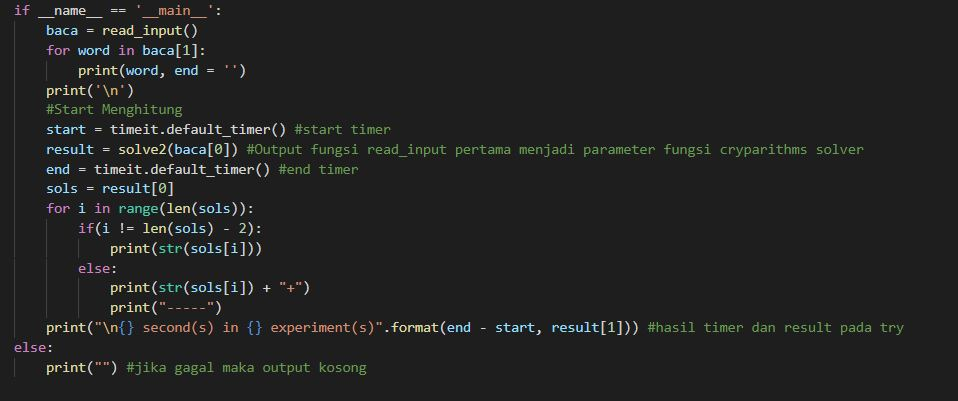 if __name__ == '__main__':
    baca = read_input()
    for word in baca[1]:
        print(word, end = '')
    print('\n')
    #Start Menghitung
    start = timeit.default_timer() #start timer
    result = solve2(baca[0]) #Output fungsi read_input pertama menjadi parameter fungsi cryparithms solver
    end = timeit.default_timer() #end timer
    sols = result[0]
    for i in range(len(sols)):
        if(i != len(sols) - 2):
            print(str(sols[i]))
        else:
            print(str(sols[i]) + "+")
            print("-----")
    print("\n{} second(s) in {} experiment(s)".format(end - start, result[1])) #hasil timer dan result pada try
else:
    print("") #jika gagal maka output kosong